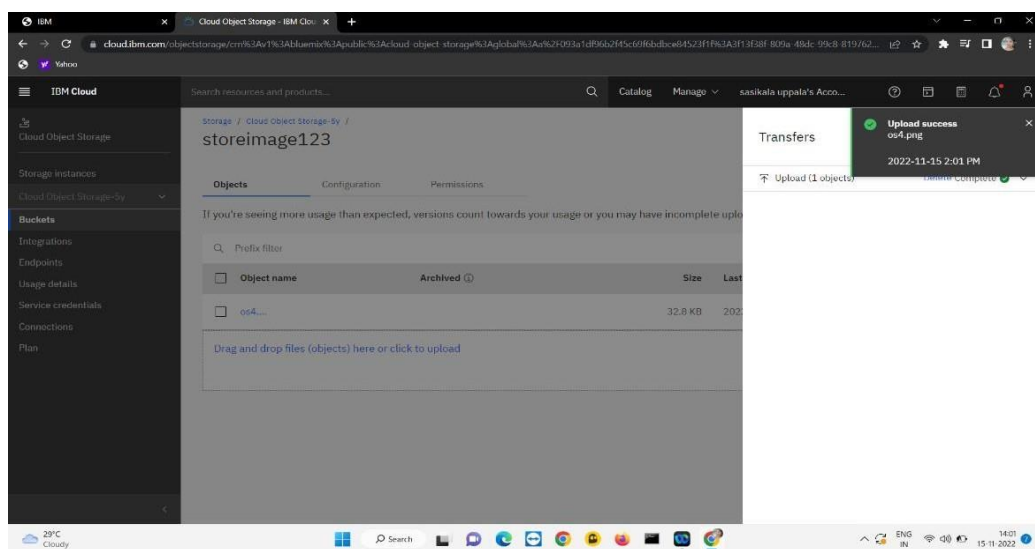 IBM
Cloud Object Storage - IBM Clou
Yahoo
IBM Cloud
Search resources and products...
Catalog
Manage
sasikala uppala's Acco...
Upload success
os4.png
2022-11-15 2:01 PM
Cloud Object Storage
Storage instances
Cloud Object Storage-5y
Buckets
Integrations
Endpoints
Usage details
Service credentials
Connections
Plan
Storage / Cloud Object Storage-5y /
storeimage123
Objects
Configuration
Permissions
If you're seeing more usage than expected, versions count towards your usage or you may have incomplete uplo
Prefix filter
Object name
Archived
Size
Last
os4....
32.8 KB
202
Drag and drop files (objects) here or click to upload
Transfers
Upload (1 objects)
Delete Complete
29°C
Cloudy
Search
ENG
IN
14:01
15-11-2022